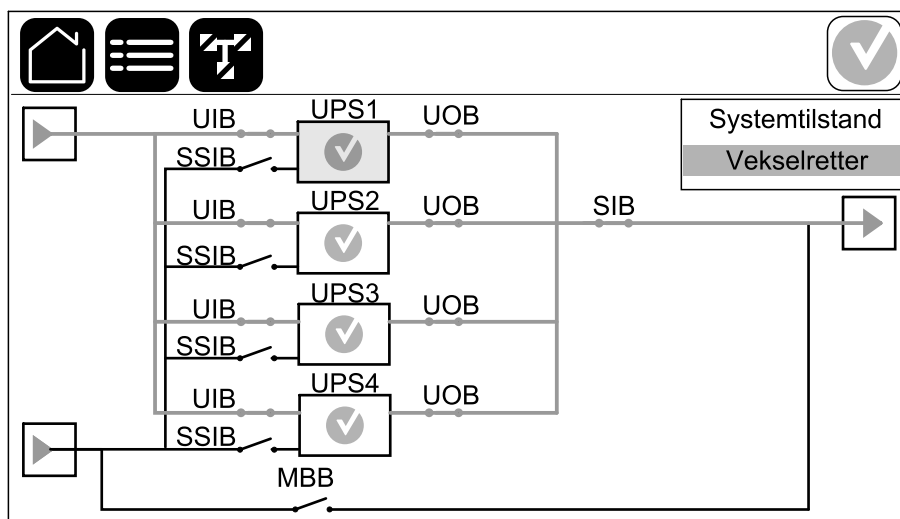 T
Systemtilstand
Vekselretter
UIB
UPS1
UOB
SSIB
UIB
UPS2
UOB
SIB
SSIB
UIB
UPS3
UOB
SSIB
UIB
UPS4
UOB
SSIB
MBB